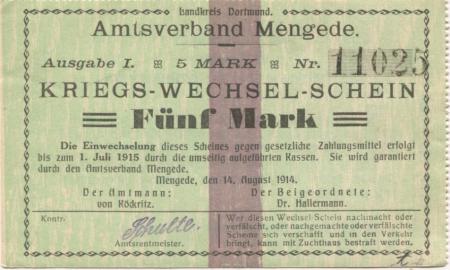 Landkreis Dortmund.
Amtsverband Mengede.
Ausgabe I. 5 MARK Nr. 11025
KRIEGS-WECHSEL-SCHEIN
Fünf Mark
Die Einwechselung dieses Scheines gegen gesetzliche Zahlungsmittel erfolgt
bis zum 1. Juli 1915 durch die umseitig aufgeführten Kassen. Sie wird garantiert
durch den Amtsverband Mengede.
Mengede, den 14. August 1914.
Der Amtmann: Der Beigeordnete:
von Köckritz. Dr. Hallermann.
Kontr.
Schulte.
Amtsrentmeister.
Wer diesen Wechsel-Schein nachmacht oder
verfälscht, oder nachgemachte oder verfälschte
Scheine sich verschafft und in den Verkehr
bringt, kann mit Zuchthaus bestraft werden.